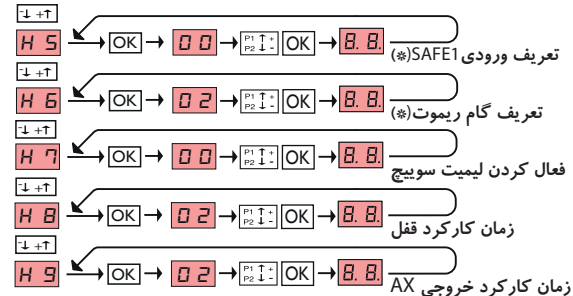 -↓ +↑
H 5 OK 0 0 P1 ↑ + P2 ↓ - OK 8. 8. تعریف ورودی SAFE1(*)
-↓ +↑
H 6 OK 0 2 P1 ↑ + P2 ↓ - OK 8. 8. تعریف گام ریموت(*)
-↓ +↑
H 7 OK 0 0 P1 ↑ + P2 ↓ - OK 8. 8. فعال کردن لیمیت سوییچ
-↓ +↑
H 8 OK 0 2 P1 ↑ + P2 ↓ - OK 8. 8. زمان کارکرد قفل
-↓ +↑
H 9 OK 0 2 P1 ↑ + P2 ↓ - OK 8. 8. زمان کارکرد خروجی AX